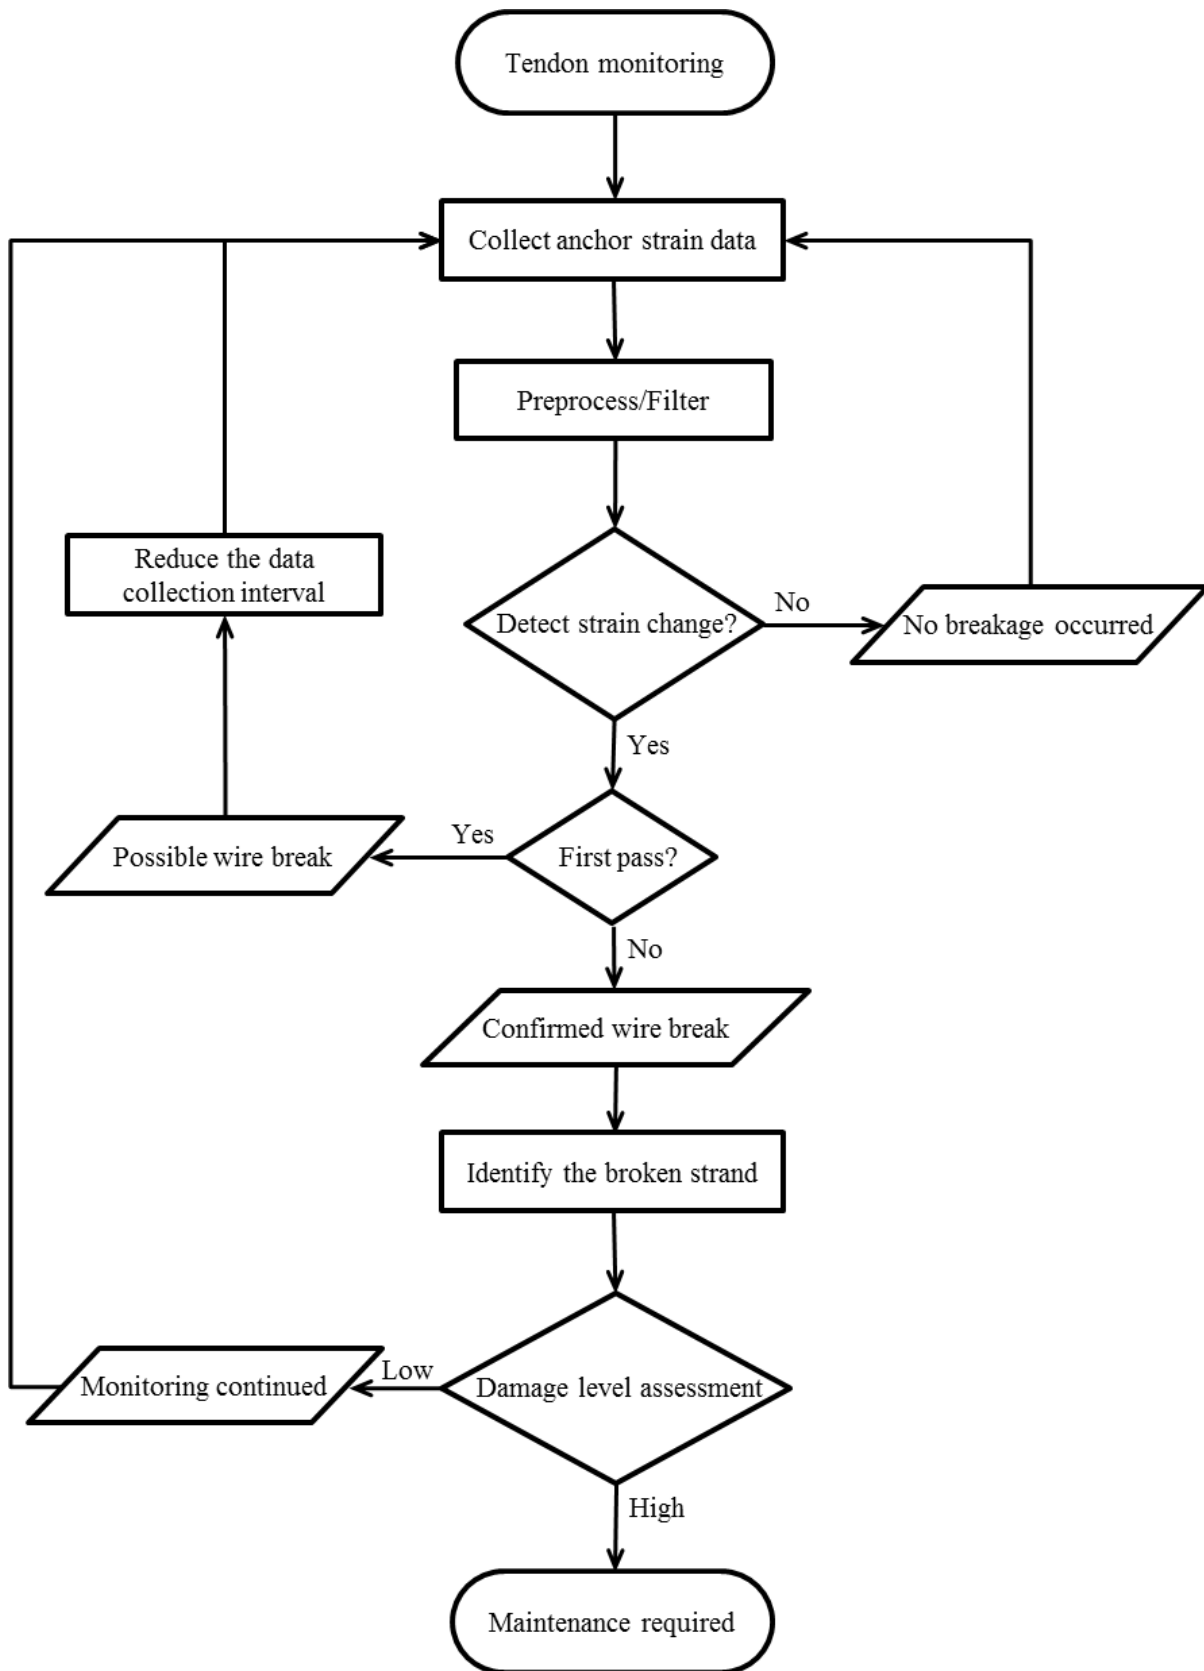 Tendon monitoring
Collect anchor strain data
Preprocess/Filter
Reduce the data
collection interval
Detect strain change?
No
No breakage occurred
Yes
Possible wire break
Yes
First pass?
No
Confirmed wire break
Identify the broken strand
Monitoring continued
Low
Damage level assessment
High
Maintenance required